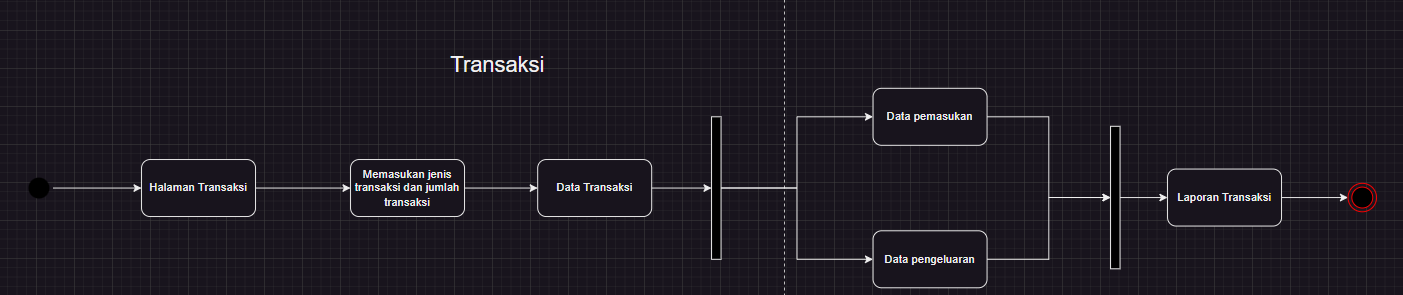 Transaksi
Halaman Transaksi
Memasukan jenis
transaksi dan jumlah
transaksi
Data Transaksi
Data pemasukan
Data pengeluaran
Laporan Transaksi